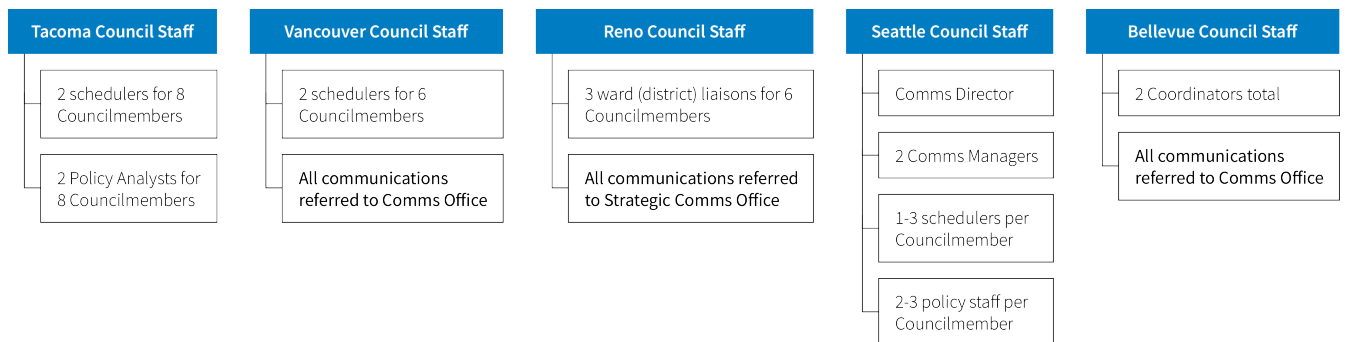 Tacoma Council Staff
2 schedulers for 8
Councilmembers
2 Policy Analysts for
8 Councilmembers
Vancouver Council Staff
2 schedulers for 6
Councilmembers
All communications
referred to Comms Office
Reno Council Staff
3 ward (district) liaisons for 6
Councilmembers
All communications referred
to Strategic Comms Office
Seattle Council Staff
Comms Director
2 Comms Managers
1-3 schedulers per
Councilmember
2-3 policy staff per
Councilmember
Bellevue Council Staff
2 Coordinators total
All communications
referred to Comms Office